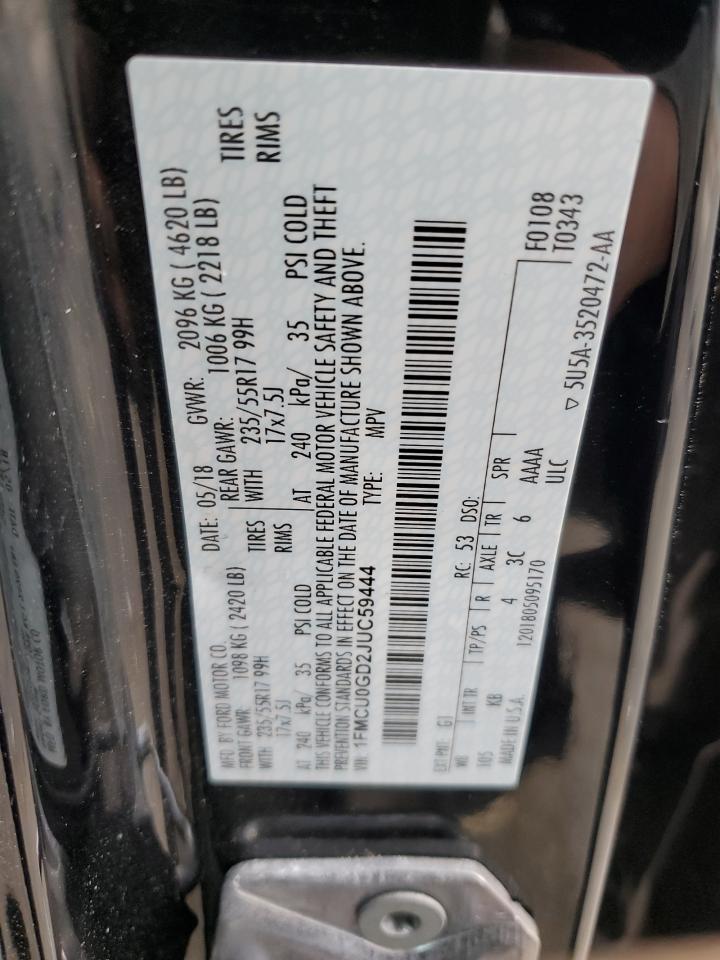 MFD BY FORD MOTOR CO.
DATE: 05/18 GVWR: 2096 KG ( 4620 LB)
FRONT GAWR: 1098 KG ( 2420 LB) REAR GAWR: 1006 KG ( 2218 LB)
WITH 235/55R17 99H TIRES WITH 235/55R17 99H TIRES
17x7.5J RIMS 17x7.5J RIMS
AT 240 kPa/ 35 PSI COLD AT 240 kPa/ 35 PSI COLD
THIS VEHICLE CONFORMS TO ALL APPLICABLE FEDERAL MOTOR VEHICLE SAFETY AND THEFT
PREVENTION STANDARDS IN EFFECT ON THE DATE OF MANUFACTURE SHOWN ABOVE.
VIN: 1FMCU0GD2JUC59444 TYPE: MPV
EXT PNT: G1 RC: 53 DSO:
WB INT TR TP/PS R AXLE TR SPR F0108
105 KB 4 3C 6 AAAA T0343
MADE IN U.S.A. 1201805095170 ULC
▽ 5U5A-3520472-AA